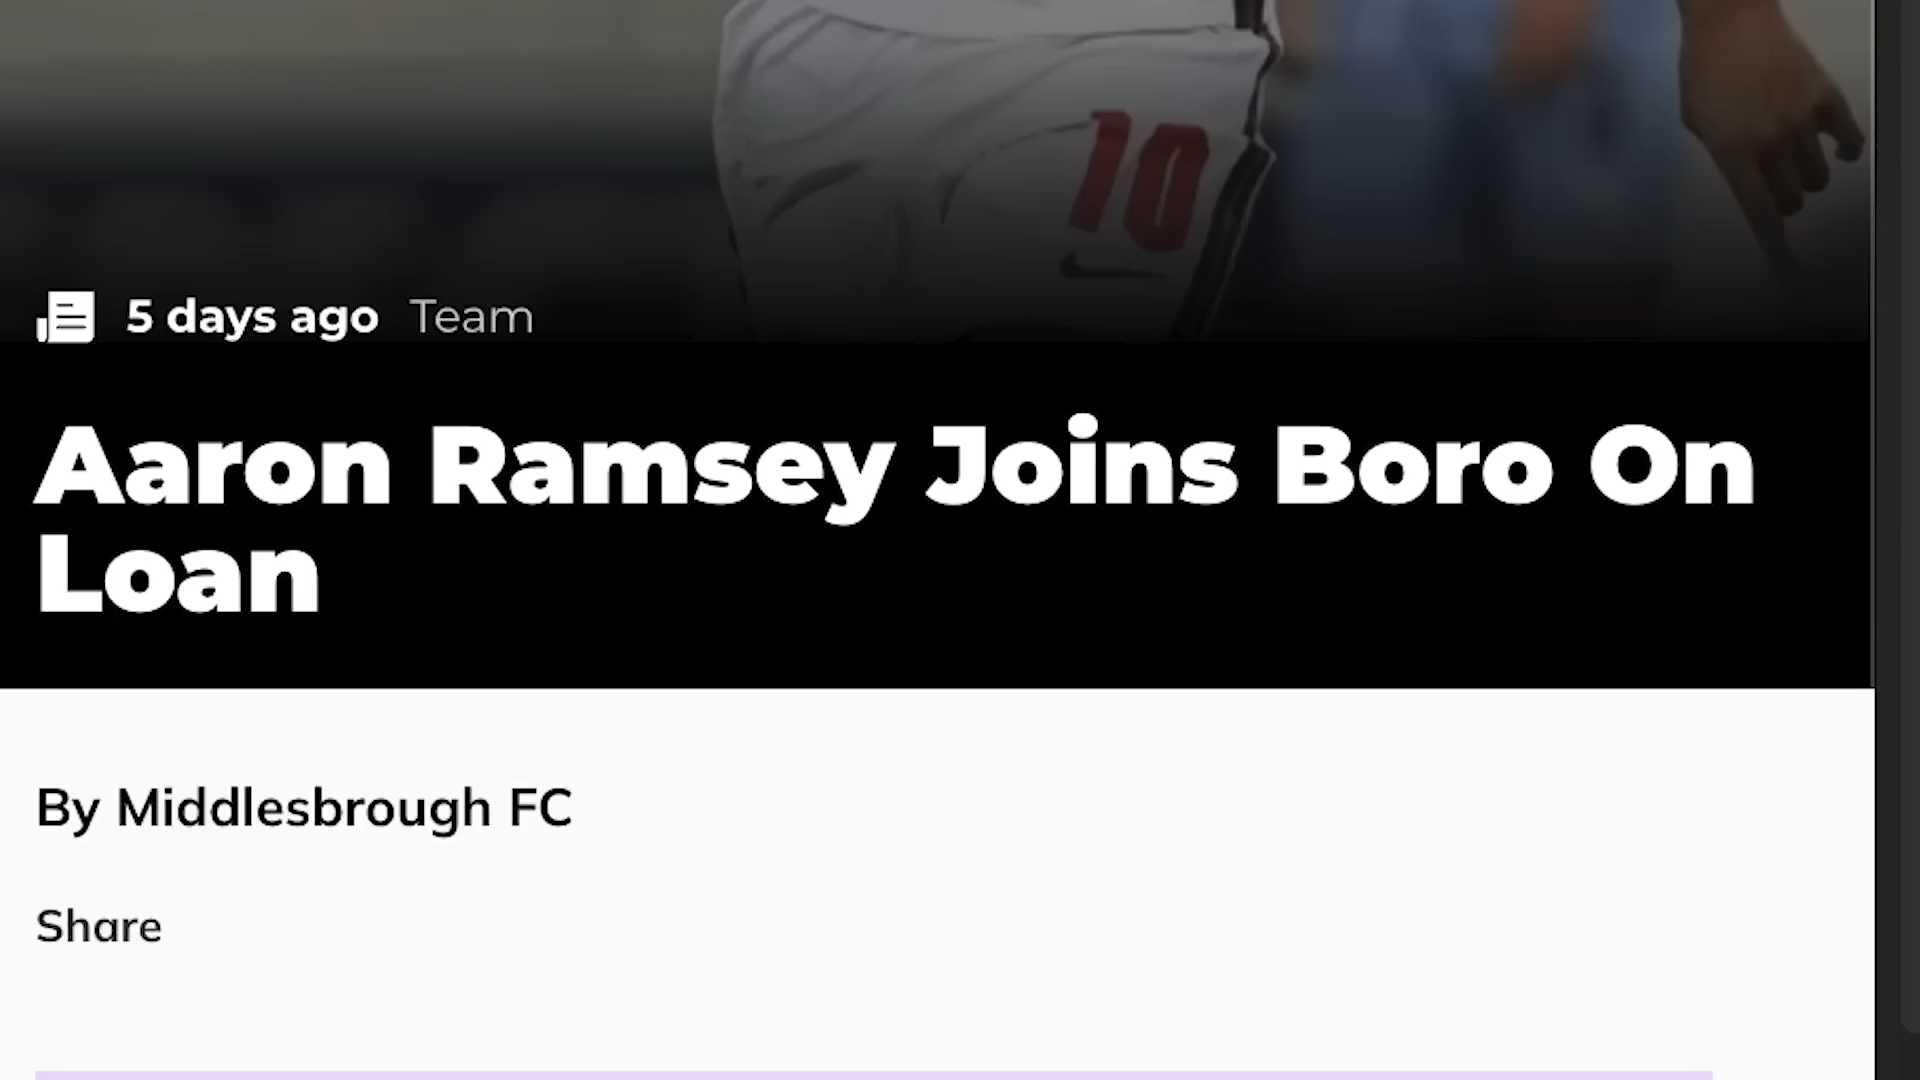 10
5 days ago Team
Aaron Ramsey Joins Boro On
Loan
By Middlesbrough FC
Share